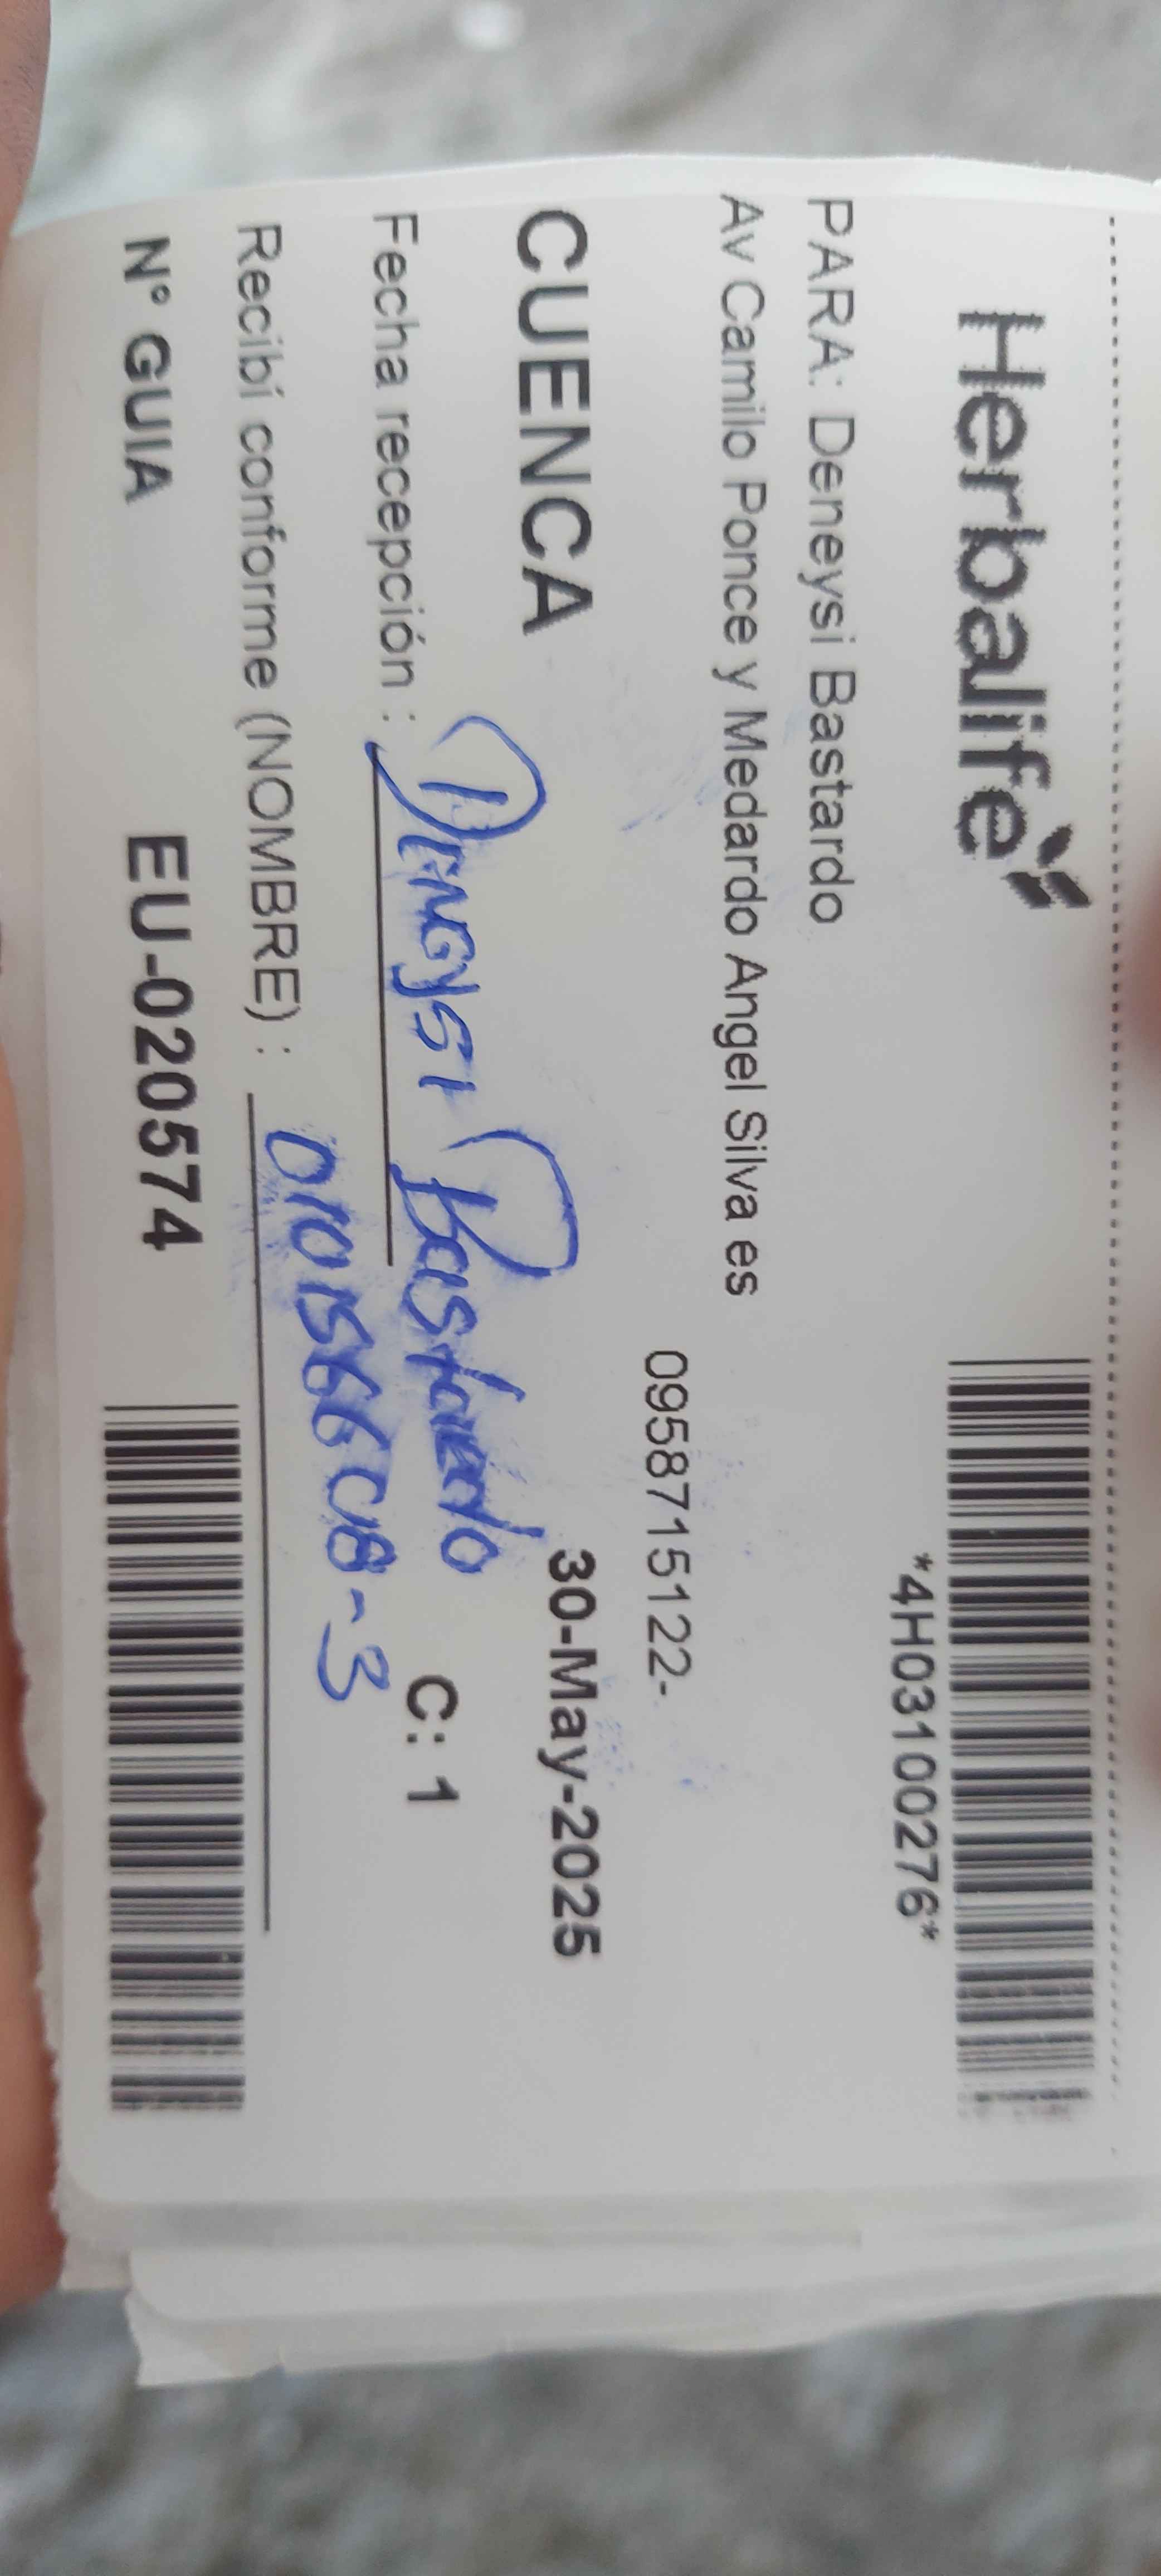 Herbalife
*4H03100276*
PARA: Deneysi Bastardo
Av Camilo Ponce y Medardo Angel Silva es
0958715122-
CUENCA
30-May-2025
Fecha recepción : Deneysi Bastardo C: 1
Recibí conforme (NOMBRE) :
N° GUIA EU-020574